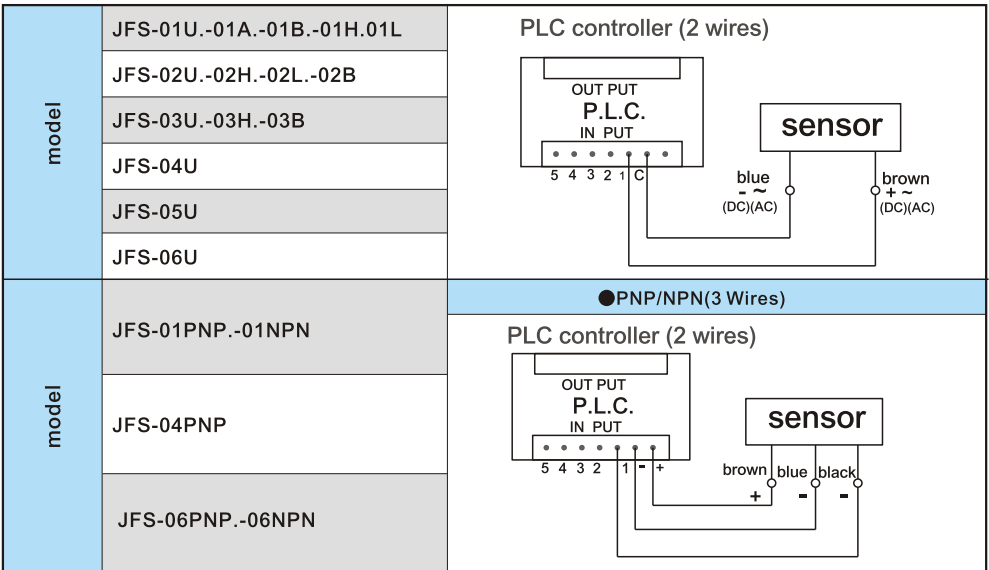 model
JFS-01U.-01A.-01B.-01H.01L
JFS-02U.-02H.-02L.-02B
JFS-03U.-03H.-03B
JFS-04U
JFS-05U
JFS-06U
PLC controller (2 wires)
OUT PUT
P.L.C.
IN PUT
5 4 3 2 1 C
sensor
blue
- ~
(DC)(AC)
brown
+ ~
(DC)(AC)
model
JFS-01PNP.-01NPN
JFS-04PNP
JFS-06PNP.-06NPN
●PNP/NPN(3 Wires)
PLC controller (2 wires)
OUT PUT
P.L.C.
IN PUT
5 4 3 2 1 - +
sensor
brown blue black
+ - -